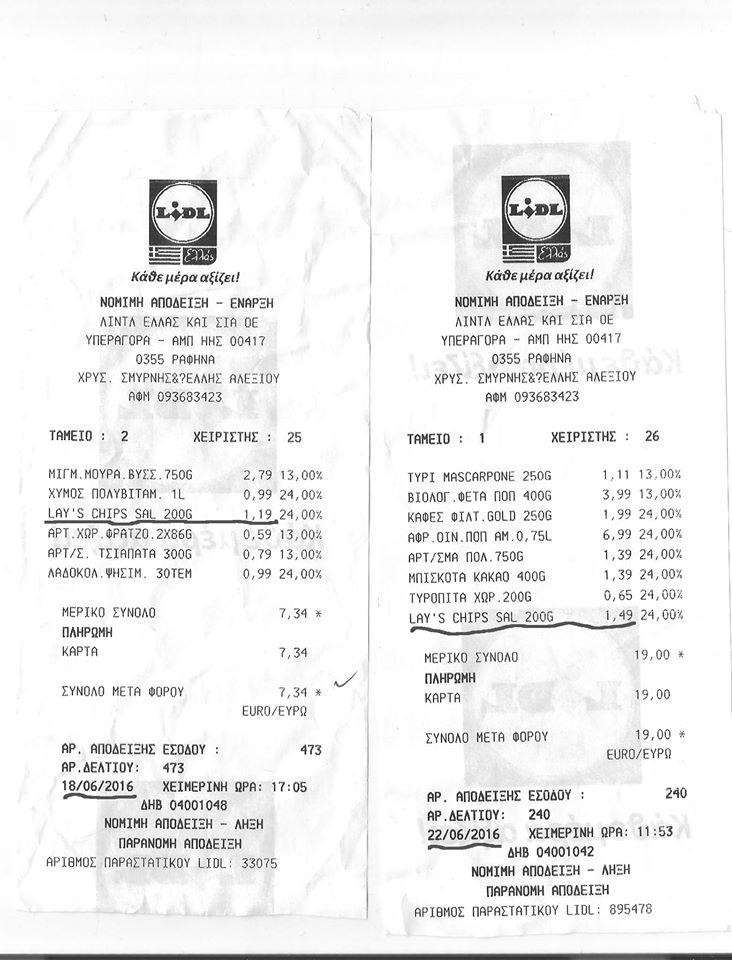 LiDL
Ελλάς
Κάθε μέρα αξίζει!
ΝΟΜΙΜΗ ΑΠΟΔΕΙΞΗ - ΕΝΑΡΞΗ
ΛΙΝΤΛ ΕΛΛΑΣ ΚΑΙ ΣΙΑ ΟΕ
ΥΠΕΡΑΓΟΡΑ - ΑΜΠ ΗΗΣ 00417
0355 ΡΑΦΗΝΑ
ΧΡΥΣ. ΣΜΥΡΝΗΣ&?ΕΛΛΗΣ ΑΛΕΞΙΟΥ
ΑΦΜ 093683423
ΤΑΜΕΙΟ : 2 ΧΕΙΡΙΣΤΗΣ : 25
ΜΙΓΜ.ΜΟΥΡΑ.ΒΥΣΣ.750G 2,79 13,00%
ΧΥΜΟΣ ΠΟΛΥΒΙΤΑΜ. 1L 0,99 24,00%
LAY'S CHIPS SAL 200G 1,19 24,00%
ΑΡΤ.ΧΩΡ.ΦΡΑΤΖΟ.2Χ86G 0,59 13,00%
ΑΡΤ/Σ. ΤΣΙΑΠΑΤΑ 300G 0,79 13,00%
ΛΑΔΟΚΟΛ.ΨΗΣΙΜ. 30ΤΕΜ 0,99 24,00%
ΜΕΡΙΚΟ ΣΥΝΟΛΟ 7,34 *
ΠΛΗΡΩΜΗ
ΚΑΡΤΑ 7,34
ΣΥΝΟΛΟ ΜΕΤΑ ΦΟΡΟΥ 7,34 *
EURO/ΕΥΡΩ
ΑΡ. ΑΠΟΔΕΙΞΗΣ ΕΣΟΔΟΥ : 473
ΑΡ.ΔΕΛΤΙΟΥ: 473
18/06/2016 ΧΕΙΜΕΡΙΝΗ ΩΡΑ: 17:05
ΔΗΒ 04001048
ΝΟΜΙΜΗ ΑΠΟΔΕΙΞΗ - ΛΗΞΗ
ΠΑΡΑΝΟΜΗ ΑΠΟΔΕΙΞΗ
ΑΡΙΘΜΟΣ ΠΑΡΑΣΤΑΤΙΚΟΥ LIDL: 33075
LiDL
Ελλάς
Κάθε μέρα αξίζει!
ΝΟΜΙΜΗ ΑΠΟΔΕΙΞΗ - ΕΝΑΡΞΗ
ΛΙΝΤΛ ΕΛΛΑΣ ΚΑΙ ΣΙΑ ΟΕ
ΥΠΕΡΑΓΟΡΑ - ΑΜΠ ΗΗΣ 00417
0355 ΡΑΦΗΝΑ
ΧΡΥΣ. ΣΜΥΡΝΗΣ&?ΕΛΛΗΣ ΑΛΕΞΙΟΥ
ΑΦΜ 093683423
ΤΑΜΕΙΟ : 1 ΧΕΙΡΙΣΤΗΣ : 26
ΤΥΡΙ MASCARPONE 250G 1,11 13,00%
ΒΙΟΛΟΓ.ΦΕΤΑ ΠΟΠ 400G 3,99 13,00%
ΚΑΦΕΣ ΦΙΛΤ.GOLD 250G 1,99 24,00%
ΑΦΡ.ΟΙΝ.ΠΟΠ ΑΜ.0,75L 6,99 24,00%
ΑΡΤ/ΣΜΑ ΠΟΛ.750G 1,39 24,00%
ΜΠΙΣΚΟΤΑ ΚΑΚΑΟ 400G 1,39 24,00%
ΤΥΡΟΠΙΤΑ ΧΩΡ.200G 0,65 24,00%
LAY'S CHIPS SAL 200G 1,49 24,00%
ΜΕΡΙΚΟ ΣΥΝΟΛΟ 19,00 *
ΠΛΗΡΩΜΗ
ΚΑΡΤΑ 19,00
ΣΥΝΟΛΟ ΜΕΤΑ ΦΟΡΟΥ 19,00 *
EURO/ΕΥΡΩ
ΑΡ. ΑΠΟΔΕΙΞΗΣ ΕΣΟΔΟΥ : 240
ΑΡ.ΔΕΛΤΙΟΥ: 240
22/06/2016 ΧΕΙΜΕΡΙΝΗ ΩΡΑ: 11:53
ΔΗΒ 04001042
ΝΟΜΙΜΗ ΑΠΟΔΕΙΞΗ - ΛΗΞΗ
ΠΑΡΑΝΟΜΗ ΑΠΟΔΕΙΞΗ
ΑΡΙΘΜΟΣ ΠΑΡΑΣΤΑΤΙΚΟΥ LIDL: 895478